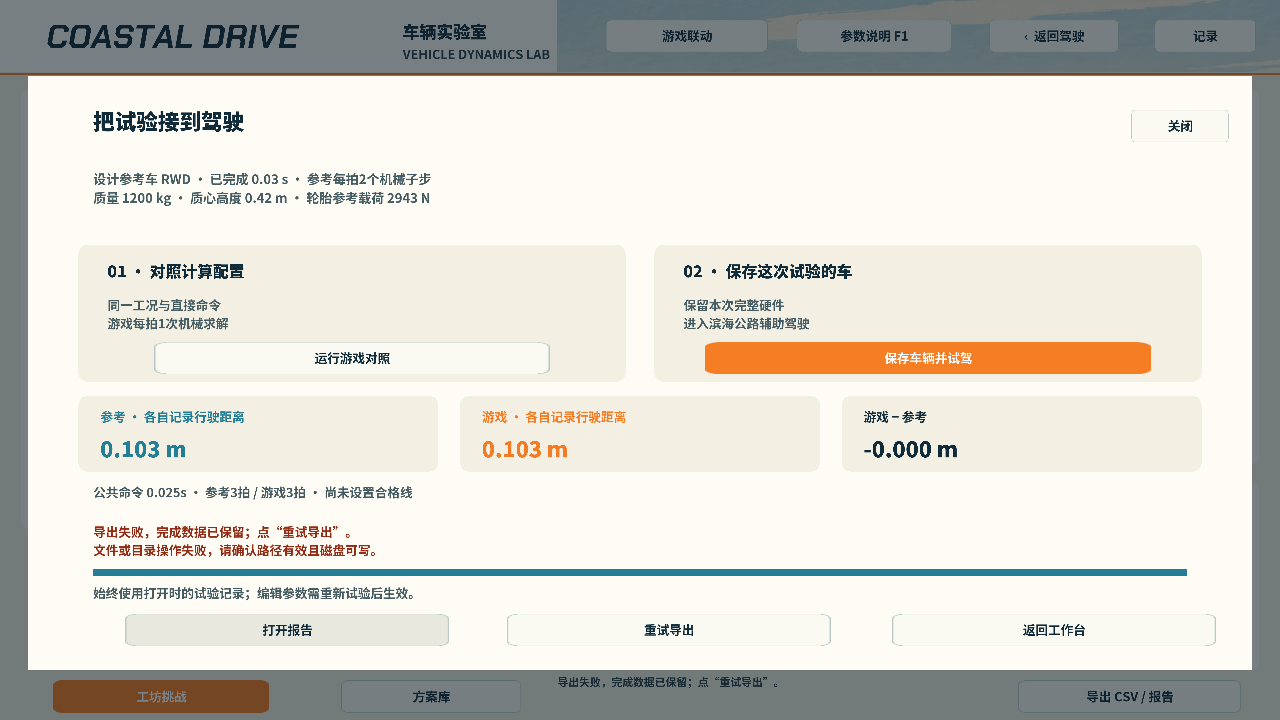 COASTAL DRIVE
车辆实验室
VEHICLE DYNAMICS LAB
游戏联动
参数说明 F1
‹ 返回驾驶
记录
把试验接到驾驶
关闭
设计参考车 RWD · 已完成 0.03 s · 参考每拍2个机械子步
质量 1200 kg · 质心高度 0.42 m · 轮胎参考载荷 2943 N
01 · 对照计算配置
同一工况与直接命令
游戏每拍1次机械求解
运行游戏对照
02 · 保存这次试验的车
保留本次完整硬件
进入滨海公路辅助驾驶
保存车辆并试驾
参考 · 各自记录行驶距离
0.103 m
游戏 · 各自记录行驶距离
0.103 m
游戏 − 参考
-0.000 m
公共命令 0.025s · 参考3拍 / 游戏3拍 · 尚未设置合格线
导出失败，完成数据已保留；点“重试导出”。
文件或目录操作失败，请确认路径有效且磁盘可写。
始终使用打开时的试验记录；编辑参数需重新试验后生效。
打开报告
重试导出
返回工作台
工坊挑战
方案库
导出失败，完成数据已保留；点“重试导出”。
导出 CSV / 报告